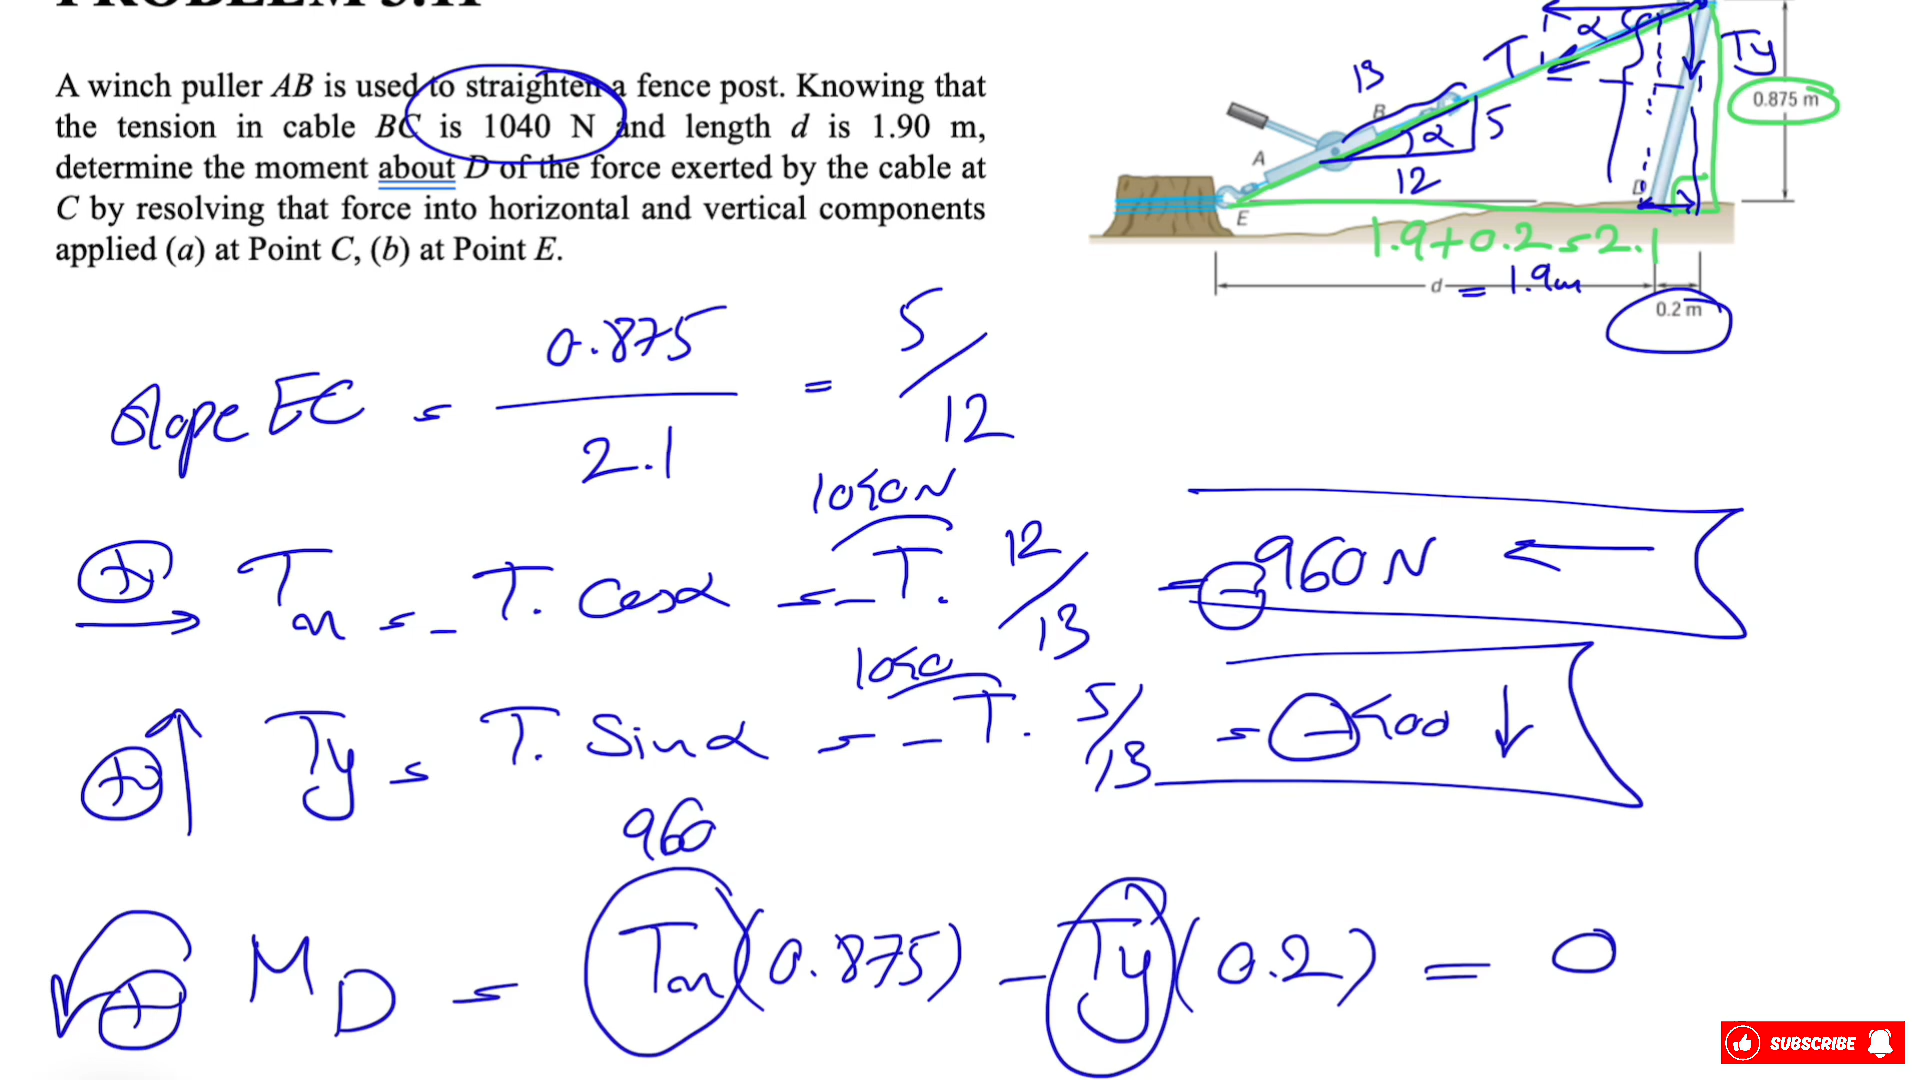 PROBLEM 3.11
A winch puller AB is used to straighten a fence post. Knowing that
the tension in cable BC is 1040 N and length d is 1.90 m,
determine the moment about D of the force exerted by the cable at
C by resolving that force into horizontal and vertical components
applied (a) at Point C, (b) at Point E.
α
T
Ty
13
0.875 m
B
α
5
A
12
D
E
1.9+0.2=2.1
d = 1.9m
0.2 m
Slope EC = 0.875 / 2.1 = 5/12
1040N
+ Tx = - T. Cosα = - T. 12/13 = -960 N ←
1040
+ Ty = T. Sinα = - T. 5/13 = -400 ↓
960
+ MD = Tx(0.875) - Ty(0.2) = 0
SUBSCRIBE